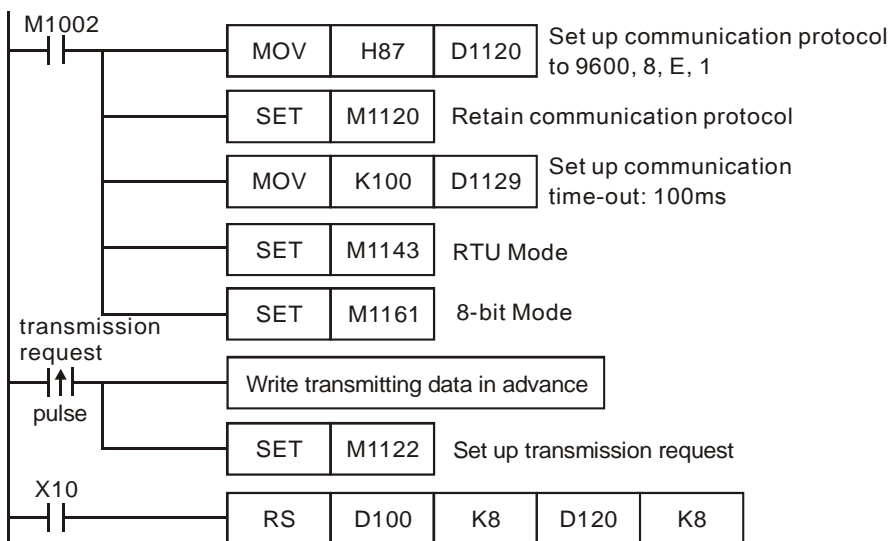 M1002
MOV H87 D1120 Set up communication protocol
to 9600, 8, E, 1
SET M1120 Retain communication protocol
MOV K100 D1129 Set up communication
time-out: 100ms
SET M1143 RTU Mode
SET M1161 8-bit Mode
transmission
request
pulse
Write transmitting data in advance
SET M1122 Set up transmission request
X10
RS D100 K8 D120 K8